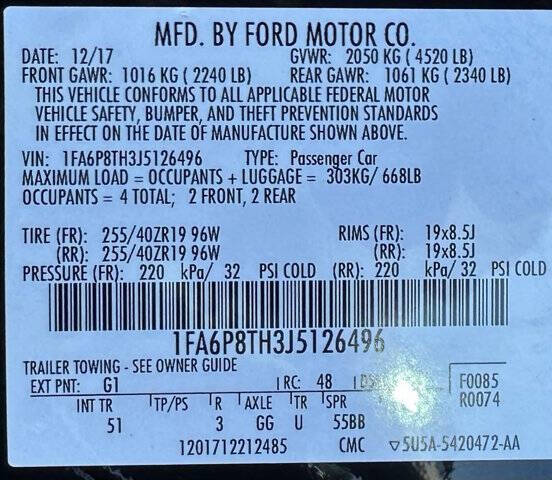 MFD. BY FORD MOTOR CO.
DATE: 12/17 GVWR: 2050 KG ( 4520 LB)
FRONT GAWR: 1016 KG ( 2240 LB) REAR GAWR: 1061 KG ( 2340 LB)
THIS VEHICLE CONFORMS TO ALL APPLICABLE FEDERAL MOTOR
VEHICLE SAFETY, BUMPER, AND THEFT PREVENTION STANDARDS
IN EFFECT ON THE DATE OF MANUFACTURE SHOWN ABOVE.
VIN: 1FA6P8TH3J5126496 TYPE: Passenger Car
MAXIMUM LOAD = OCCUPANTS + LUGGAGE = 303KG/ 668LB
OCCUPANTS = 4 TOTAL; 2 FRONT, 2 REAR
TIRE (FR): 255/40ZR19 96W RIMS (FR): 19x8.5J
(RR): 255/40ZR19 96W (RR): 19x8.5J
PRESSURE (FR): 220 kPa/ 32 PSI COLD (RR): 220 kPa/ 32 PSI COLD
1FA6P8TH3J5126496
TRAILER TOWING - SEE OWNER GUIDE
EXT PNT: G1 RC: 48 F0085
R0074
INT TR TP/PS R AXLE TR SPR
51 3 GG U 55BB
1201712212485 CMC ▽5U5A-5420472-AA